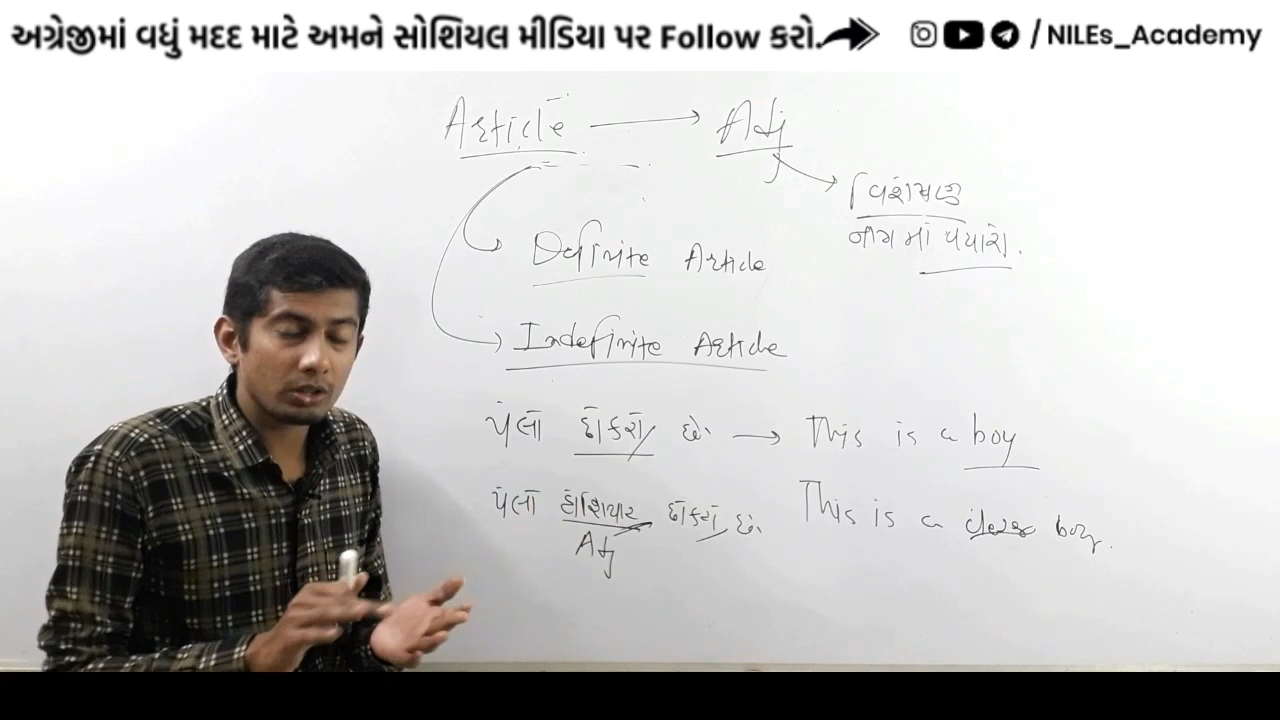 અગ્રેજીમાં વધું મદદ માટે અમને સોશિયલ મીડિયા પર Follow કરો. / NILEs_Academy
Article → Adj
વિશેષણ
નામ માં વધારો.
Definite Article
Indefinite Article
પેલો છોકરો છે. → This is a boy
પેલો હોશિયાર છોકરો છે. This is a clever boy.
Adj